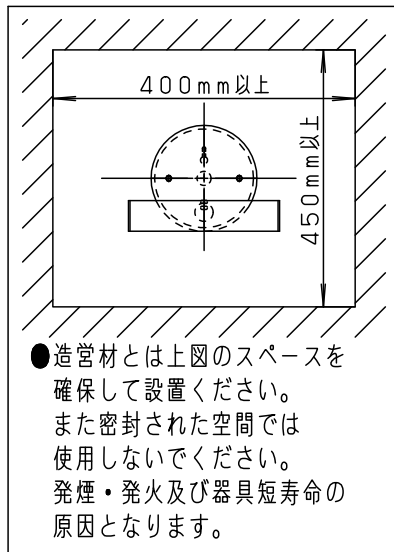 400mm以上
450mm以上
●造営材とは上図のスペースを
確保して設置ください。
また密封された空間では
使用しないでください。
発煙・発火及び器具短寿命の
原因となります。